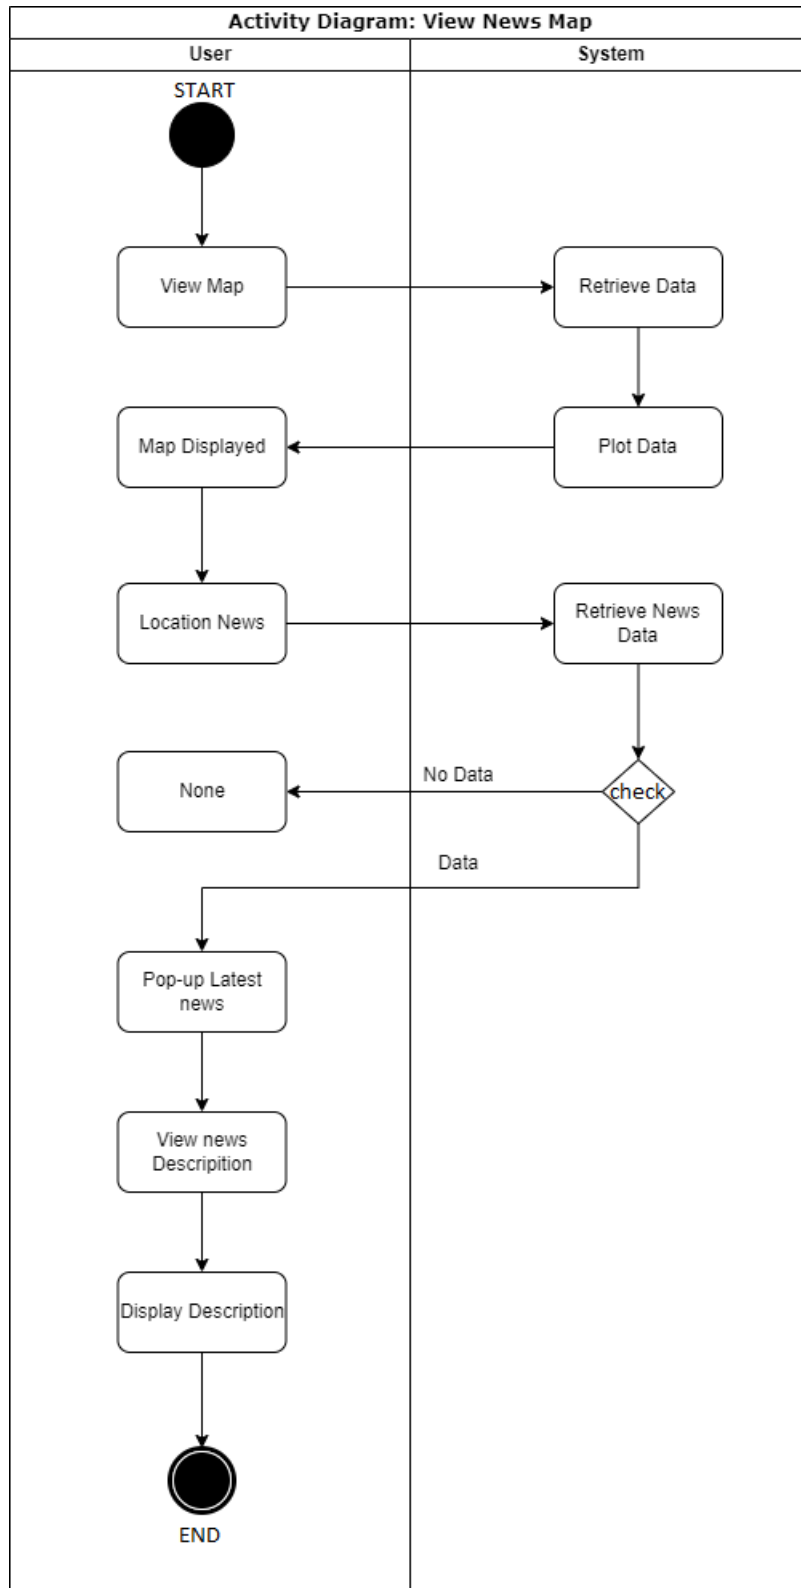 Activity Diagram: View News Map
User
System
START
View Map
Retrieve Data
Map Displayed
Plot Data
Location News
Retrieve News
Data
None
No Data
check
Data
Pop-up Latest
news
View news
Descripition
Display Description
END